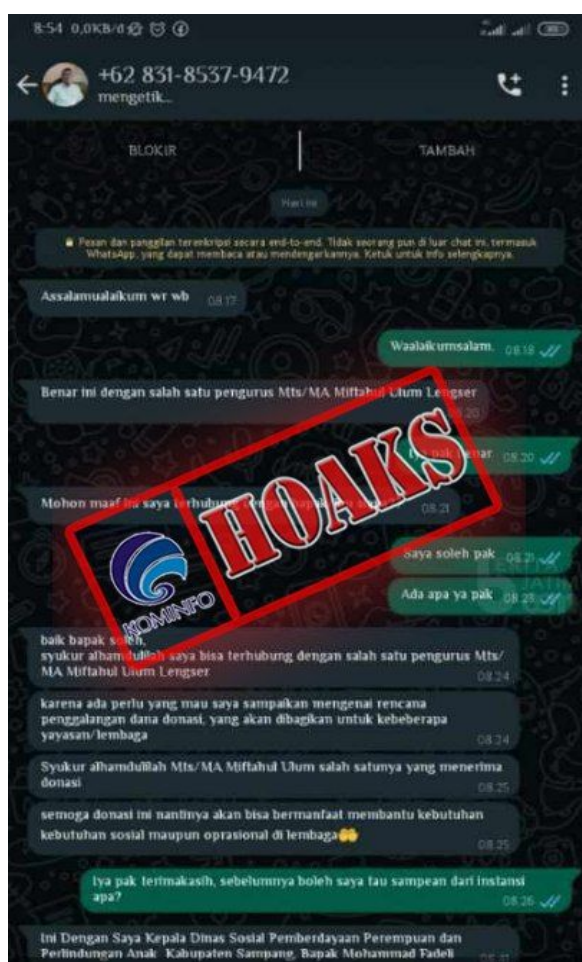 8:54 0,0KB/d
+62 831-8537-9472
mengetik...
BLOKIR
TAMBAH
Hari ini
Pesan dan panggilan terenkripsi secara end-to-end. Tidak seorang pun di luar chat ini, termasuk
WhatsApp, yang dapat membaca atau mendengarkannya. Ketuk untuk info selengkapnya.
Assalamualaikum wr wb 08.17
Waalaikumsalam. 08.18
Benar ini dengan salah satu pengurus Mts/MA Miftahul Ulum Lengser
08.20
Iya pak benar 08.20
Mohon maaf ini saya terhubung dengan bapak
08.21
HOAKS
KOMINFO
Saya soleh pak 08.21
Ada apa ya pak 08.23
baik bapak soleh,
syukur alhamdulilah saya bisa terhubung dengan salah satu pengurus Mts/
MA Miftahul Ulum Lengser
08.24
karena ada perlu yang mau saya sampaikan mengenai rencana
penggalangan dana donasi, yang akan dibagikan untuk kebeberapa
yayasan/lembaga
08.24
Syukur alhamdulilah Mts/MA Miftahul Ulum salah satunya yang menerima
donasi
08.25
semoga donasi ini nantinya akan bisa bermanfaat membantu kebutuhan
kebutuhan sosial maupun oprasional di lembaga
08.25
Iya pak terimakasih, sebelumnya boleh saya tau sampean dari instansi
apa?
08.26
Ini Dengan Saya Kepala Dinas Sosial Pemberdayaan Perempuan dan
Perlindungan Anak Kabupaten Sampang, Bapak Mohammad Fadeli